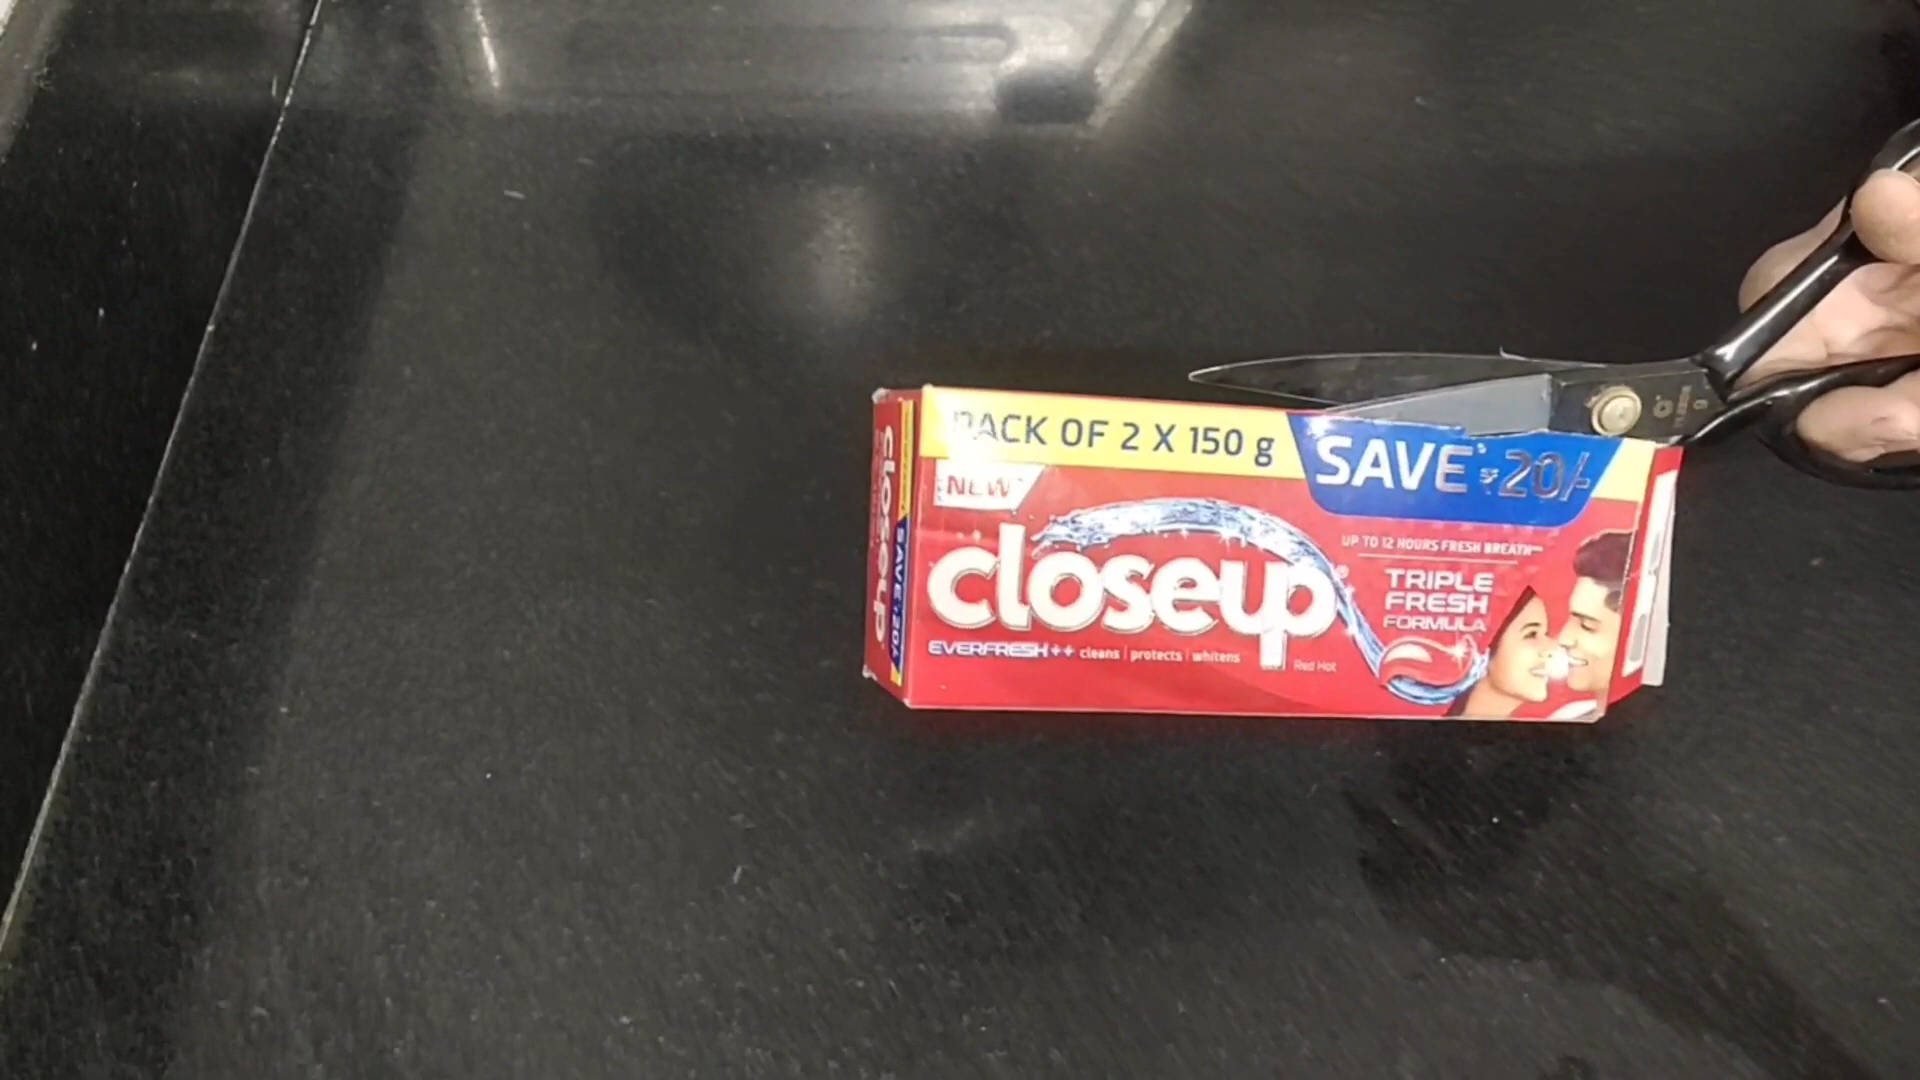 PACK OF 2 X 150 g
SAVE* ₹20/-
NEW
closeup
EVERFRESH++ cleans | protects | whitens
Red Hot
UP TO 12 HOURS FRESH BREATH
TRIPLE
FRESH
FORMULA
closeup
SAVE ₹20/-